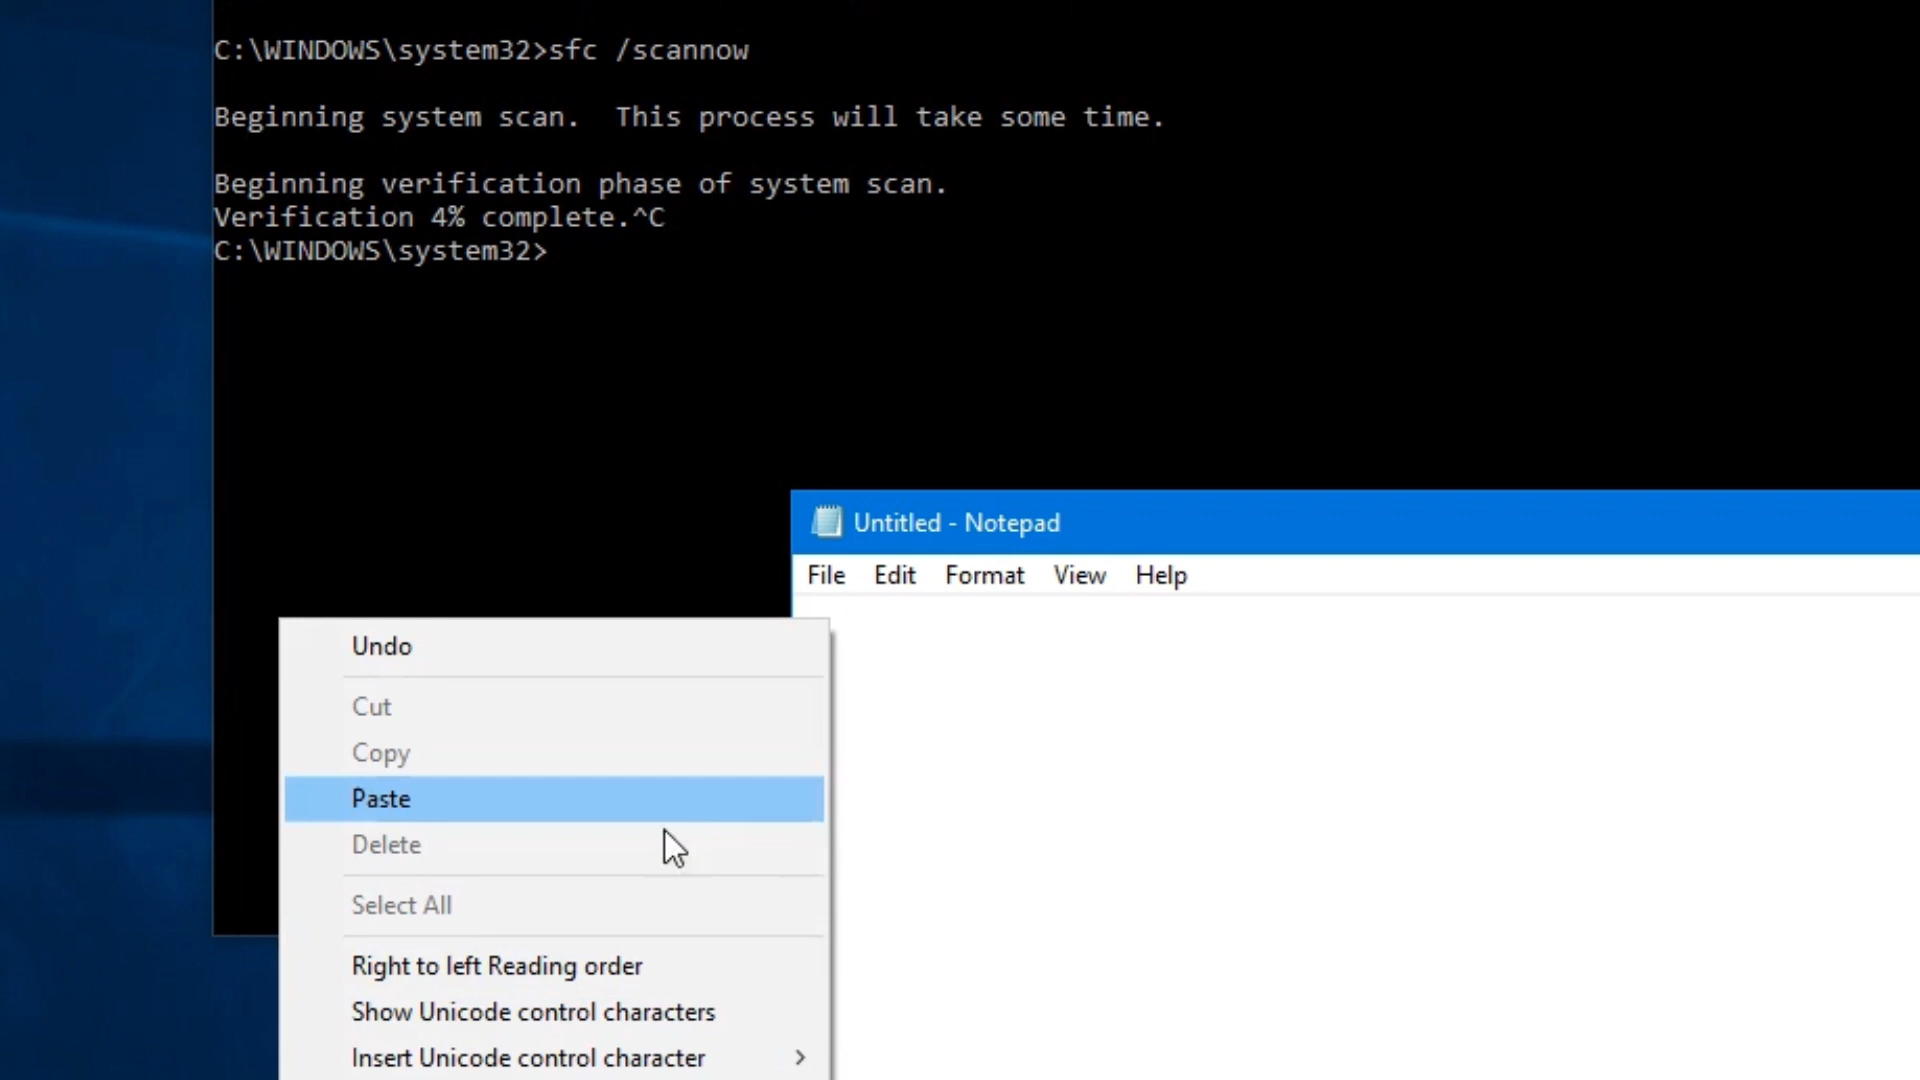 C:\WINDOWS\system32>sfc /scannow
Beginning system scan.  This process will take some time.
Beginning verification phase of system scan.
Verification 4% complete.^C
C:\WINDOWS\system32>
Untitled - Notepad
File Edit Format View Help
Undo
Cut
Copy
Paste
Delete
Select All
Right to left Reading order
Show Unicode control characters
Insert Unicode control character